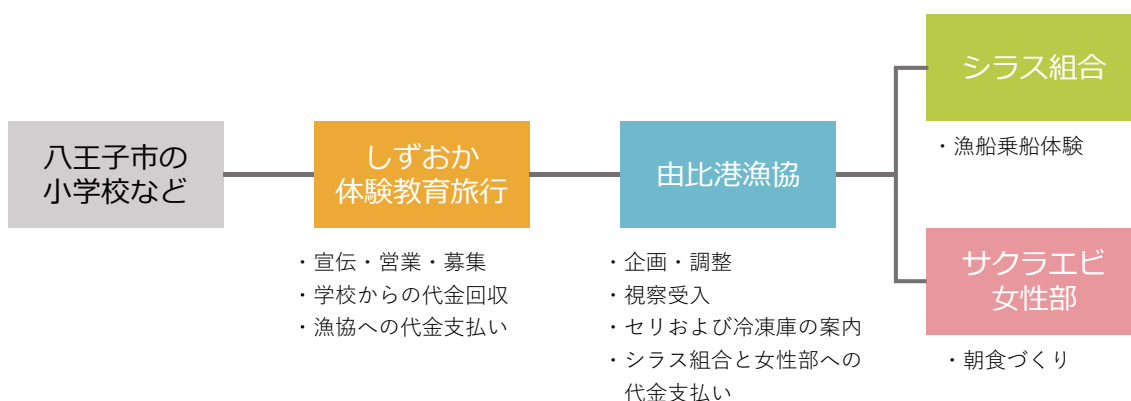 八王子市の
小学校など
しずおか
体験教育旅行
・宣伝・営業・募集
・学校からの代金回収
・漁協への代金支払い
由比港漁協
・企画・調整
・視察受入
・セリおよび冷凍庫の案内
・シラス組合と女性部への
代金支払い
シラス組合
・漁船乗船体験
サクラエビ
女性部
・朝食づくり